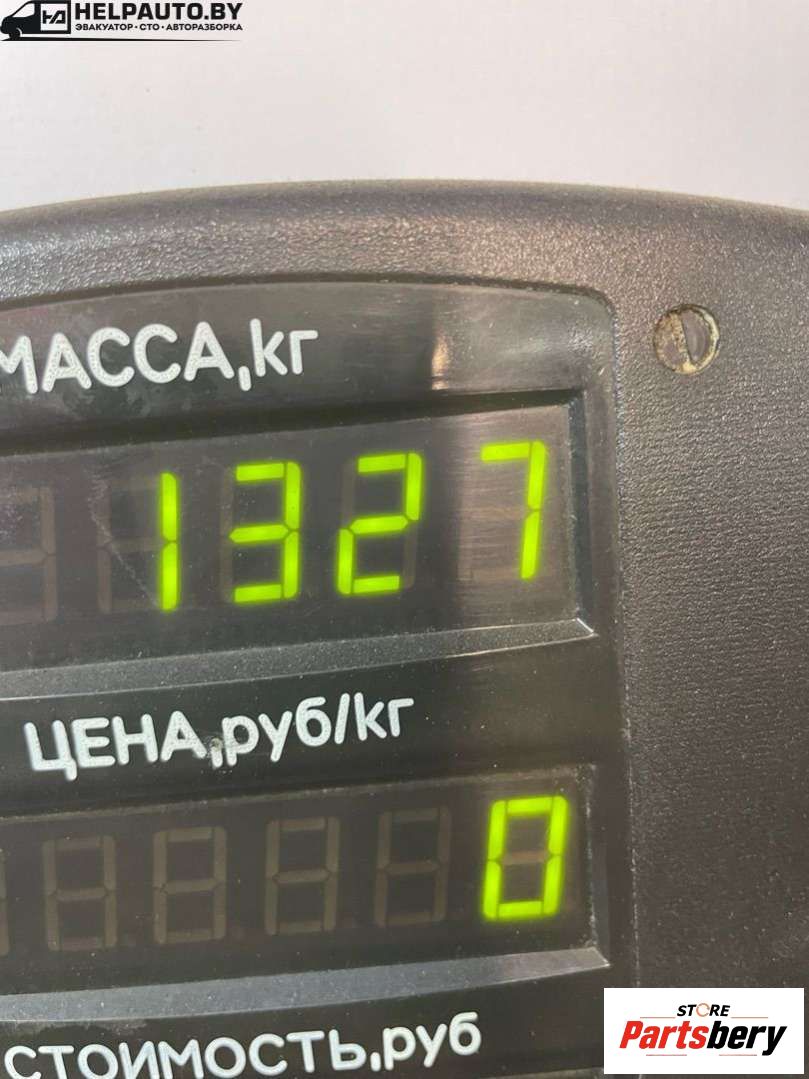 HELPAUTO.BY
ЭВАКУАТОР · СТО · АВТОРАЗБОРКА
МАССА,кг
1327
ЦЕНА,руб/кг
0
СТОИМОСТЬ,руб
STORE
Partsbery